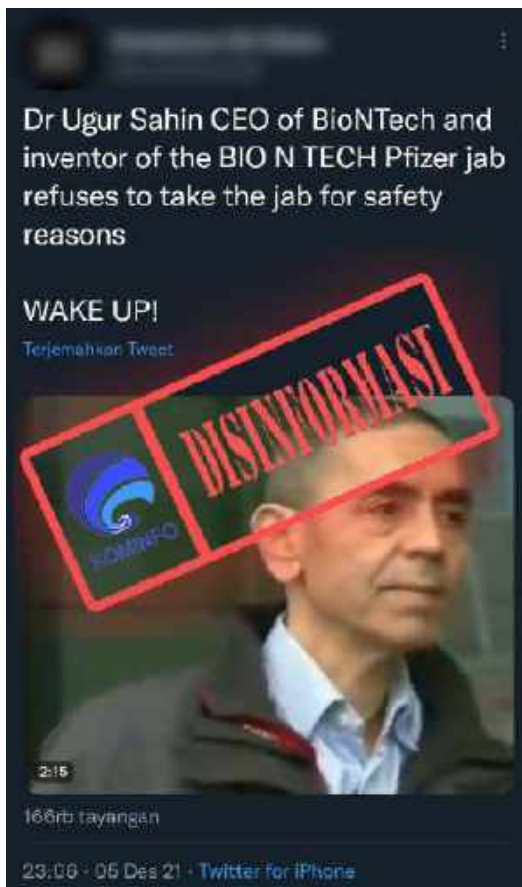 Dr Ugur Sahin CEO of BioNTech and
inventor of the BIO N TECH Pfizer jab
refuses to take the jab for safety
reasons
WAKE UP!
Terjemahkan Tweet
DISINFORMASI
KOMINFO
2:15
166rb tayangan
23:06 · 05 Des 21 · Twitter for iPhone